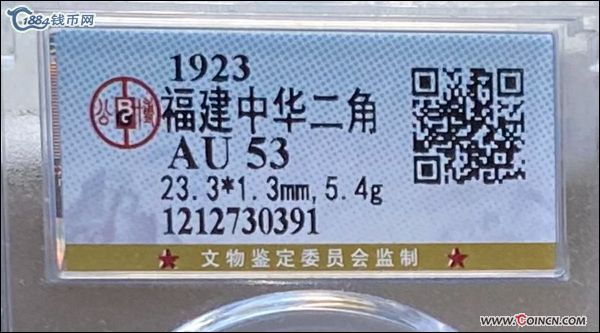 1884钱币网
1923
福建中华二角
AU 53
23.3*1.3mm,5.4g
1212730391
★ 文物鉴定委员会监制 ★
www.COINCN.com